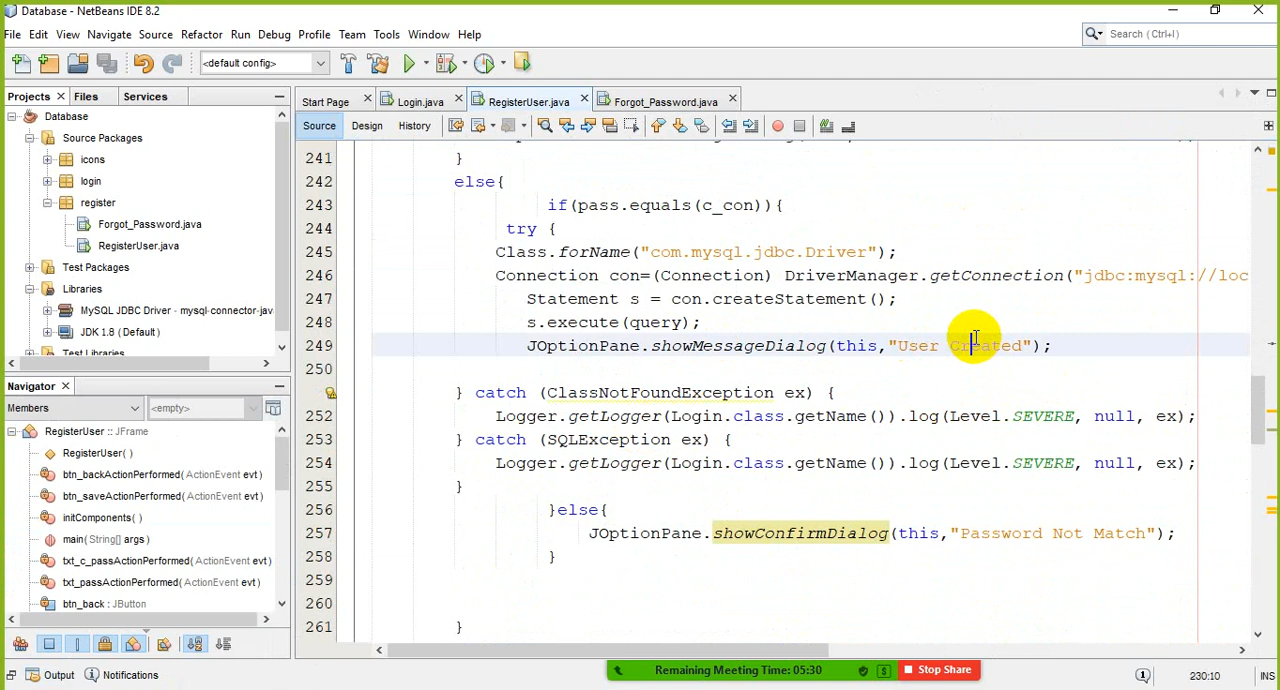 Database - NetBeans IDE 8.2
File Edit View Navigate Source Refactor Run Debug Profile Team Tools Window Help
Search (Ctrl+I)
<default config>
Projects Files Services
Start Page Login.java RegisterUser.java Forgot_Password.java
Source Design History
Database
Source Packages
icons
login
register
Forgot_Password.java
RegisterUser.java
Test Packages
Libraries
MySQL JDBC Driver - mysql-connector-java
JDK 1.8 (Default)
Test Libraries
241 }
242 else{
243 if(pass.equals(c_con)){
244 try {
245 Class.forName("com.mysql.jdbc.Driver");
246 Connection con=(Connection) DriverManager.getConnection("jdbc:mysql://loc
247 Statement s = con.createStatement();
248 s.execute(query);
249 JOptionPane.showMessageDialog(this,"User Created");
250
} catch (ClassNotFoundException ex) {
252 Logger.getLogger(Login.class.getName()).log(Level.SEVERE, null, ex);
253 } catch (SQLException ex) {
254 Logger.getLogger(Login.class.getName()).log(Level.SEVERE, null, ex);
255 }
256 }else{
257 JOptionPane.showConfirmDialog(this,"Password Not Match");
258 }
259
260
261 }
Navigator
Members <empty>
RegisterUser :: JFrame
RegisterUser()
btn_backActionPerformed(ActionEvent evt)
btn_saveActionPerformed(ActionEvent evt)
initComponents()
main(String[] args)
txt_c_passActionPerformed(ActionEvent evt)
txt_passActionPerformed(ActionEvent evt)
btn_back : JButton
Output Notifications
Remaining Meeting Time: 05:30 Stop Share
230:10 INS